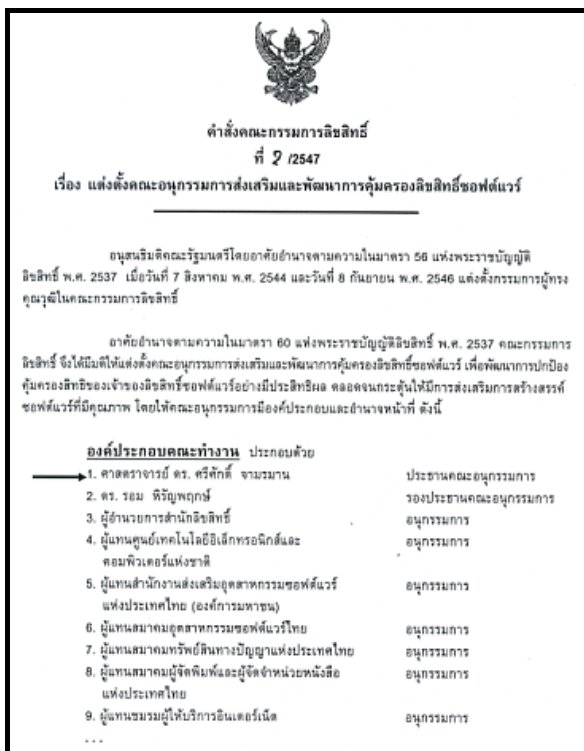 คำสั่งคณะกรรมการลิขสิทธิ์
ที่ 2 /2547
เรื่อง แต่งตั้งคณะอนุกรรมการส่งเสริมและพัฒนาการคุ้มครองลิขสิทธิ์ซอฟต์แวร์
อนุสนธิมติคณะรัฐมนตรีโดยอาศัยอำนาจตามความในมาตรา 56 แห่งพระราชบัญญัติ
ลิขสิทธิ์ พ.ศ. 2537 เมื่อวันที่ 7 สิงหาคม พ.ศ. 2544 และวันที่ 8 กันยายน พ.ศ. 2546 แต่งตั้งกรรมการผู้ทรง
คุณวุฒิในคณะกรรมการลิขสิทธิ์
อาศัยอำนาจตามความในมาตรา 60 แห่งพระราชบัญญัติลิขสิทธิ์ พ.ศ. 2537 คณะกรรมการ
ลิขสิทธิ์ จึงได้มีมติให้แต่งตั้งคณะอนุกรรมการส่งเสริมและพัฒนาการคุ้มครองลิขสิทธิ์ซอฟต์แวร์ เพื่อพัฒนาการปกป้อง
คุ้มครองสิทธิของเจ้าของลิขสิทธิ์ซอฟต์แวร์อย่างมีประสิทธิผล ตลอดจนกระตุ้นให้มีการส่งเสริมการสร้างสรรค์
ซอฟต์แวร์ที่มีคุณภาพ โดยให้คณะอนุกรรมการมีองค์ประกอบและอำนาจหน้าที่ ดังนี้
องค์ประกอบคณะทำงาน ประกอบด้วย
1. ศาสตราจารย์ ดร. ศรีศักดิ์ จามรมาน ประธานคณะอนุกรรมการ
2. ดร. รอม หิรัญพฤกษ์ รองประธานคณะอนุกรรมการ
3. ผู้อำนวยการสำนักลิขสิทธิ์ อนุกรรมการ
4. ผู้แทนศูนย์เทคโนโลยีอิเล็กทรอนิกส์และ อนุกรรมการ
คอมพิวเตอร์แห่งชาติ
5. ผู้แทนสำนักงานส่งเสริมอุตสาหกรรมซอฟต์แวร์ อนุกรรมการ
แห่งประเทศไทย (องค์การมหาชน)
6. ผู้แทนสมาคมอุตสาหกรรมซอฟต์แวร์ไทย อนุกรรมการ
7. ผู้แทนสมาคมทรัพย์สินทางปัญญาแห่งประเทศไทย อนุกรรมการ
8. ผู้แทนสมาคมผู้จัดพิมพ์และผู้จัดจำหน่ายหนังสือ อนุกรรมการ
แห่งประเทศไทย
9. ผู้แทนชมรมผู้ให้บริการอินเตอร์เน็ต อนุกรรมการ
...